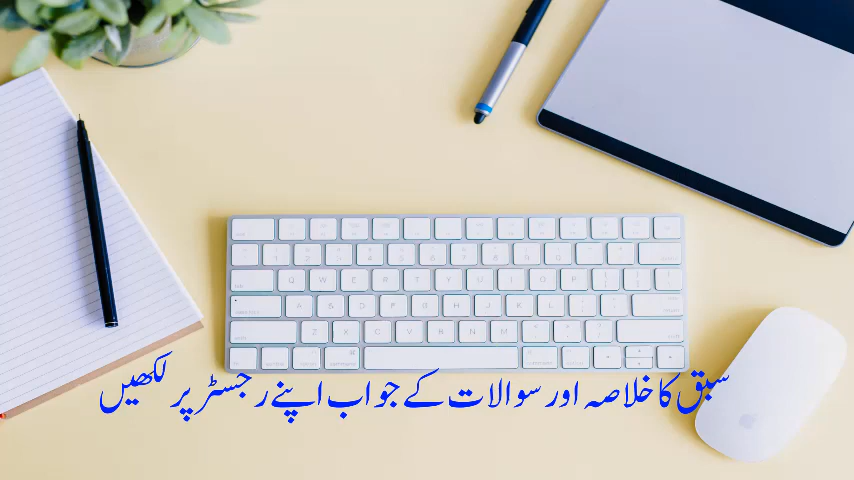 سبق کا خلاصہ اور سوالات کے جواب اپنے رجسٹر پر لکھیں